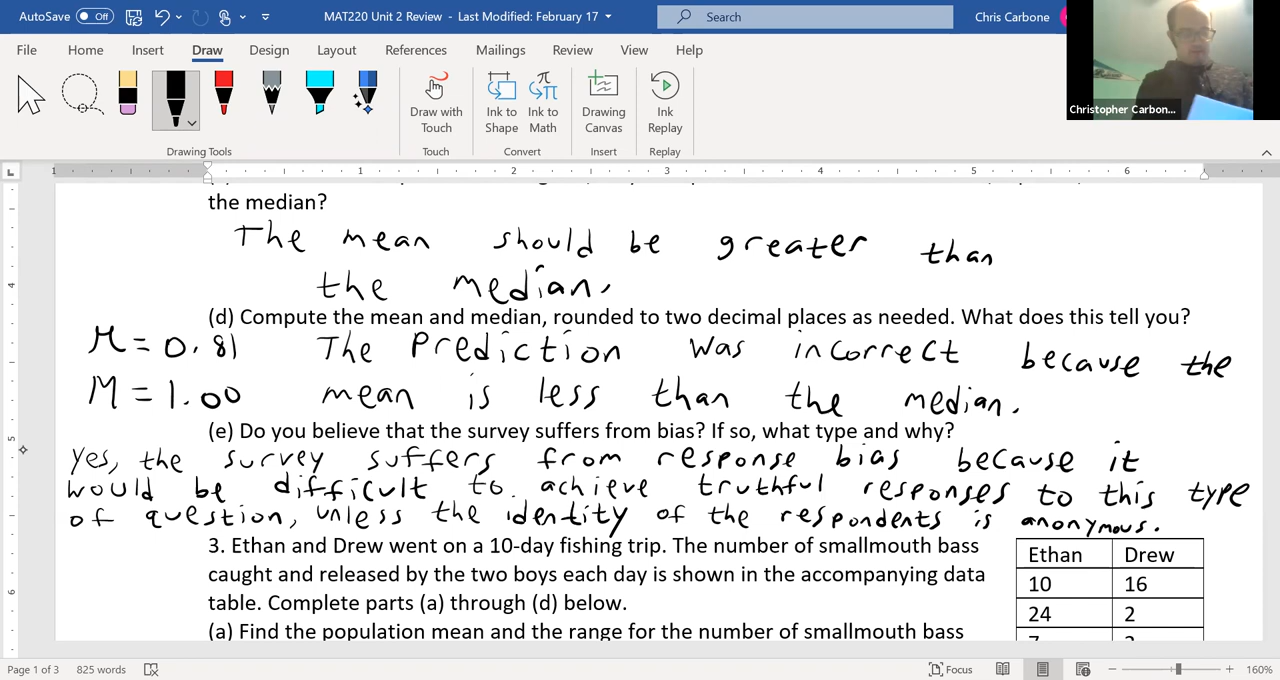 AutoSave Off MAT220 Unit 2 Review - Last Modified: February 17 Search Chris Carbone
File Home Insert Draw Design Layout References Mailings Review View Help
Draw with Touch
Ink to Shape
Ink to Math
Drawing Canvas
Ink Replay
Drawing Tools Touch Convert Insert Replay
Christopher Carbon...
1 1 2 3 4 5 6
the median?
The mean should be greater than
the median.
(d) Compute the mean and median, rounded to two decimal places as needed. What does this tell you?
μ = 0.81 The prediction was incorrect because the
M = 1.00 mean is less than the median.
(e) Do you believe that the survey suffers from bias? If so, what type and why?
Yes, the survey suffers from response bias because it
would be difficult to achieve truthful responses to this type
of question, unless the identity of the respondents is anonymous.
3. Ethan and Drew went on a 10-day fishing trip. The number of smallmouth bass
caught and released by the two boys each day is shown in the accompanying data
table. Complete parts (a) through (d) below.
(a) Find the population mean and the range for the number of smallmouth bass
Ethan Drew
10 16
24 2
Page 1 of 3 825 words Focus 160%